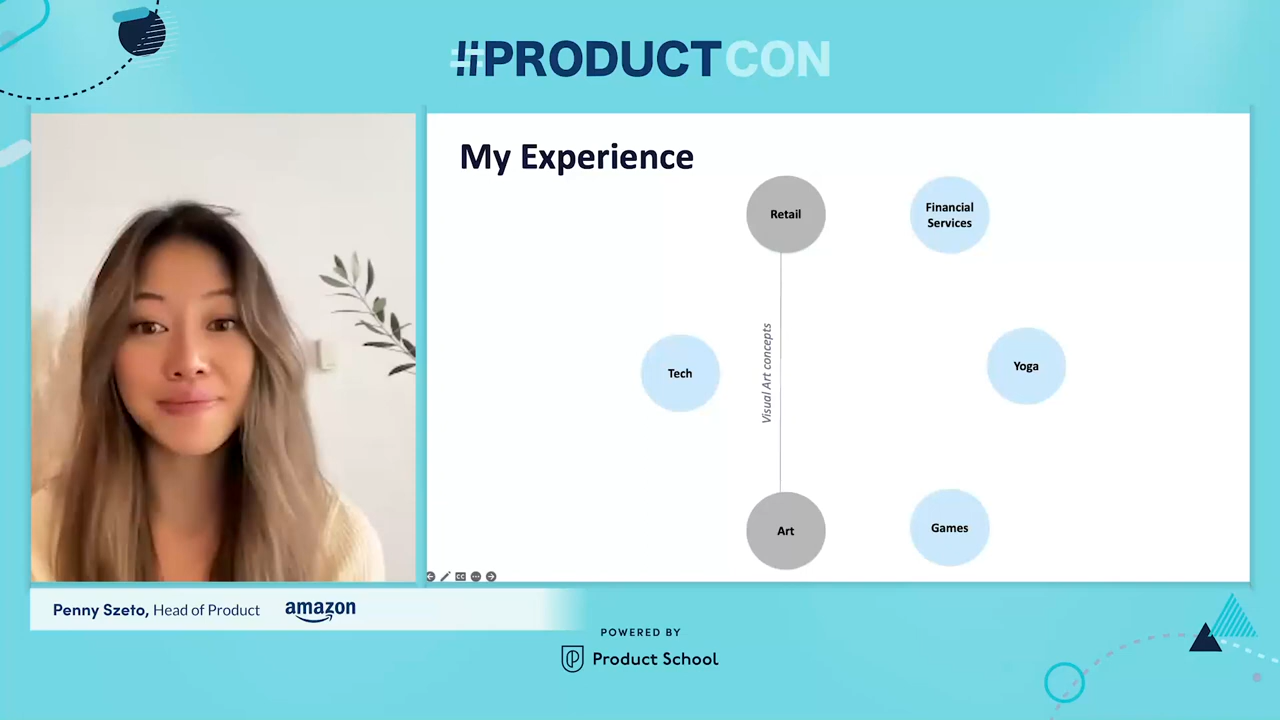 #PRODUCTCON
My Experience
Retail
Financial
Services
Visual Art concepts
Tech
Yoga
Art
Games
CC
Penny Szeto, Head of Product
amazon
POWERED BY
Product School